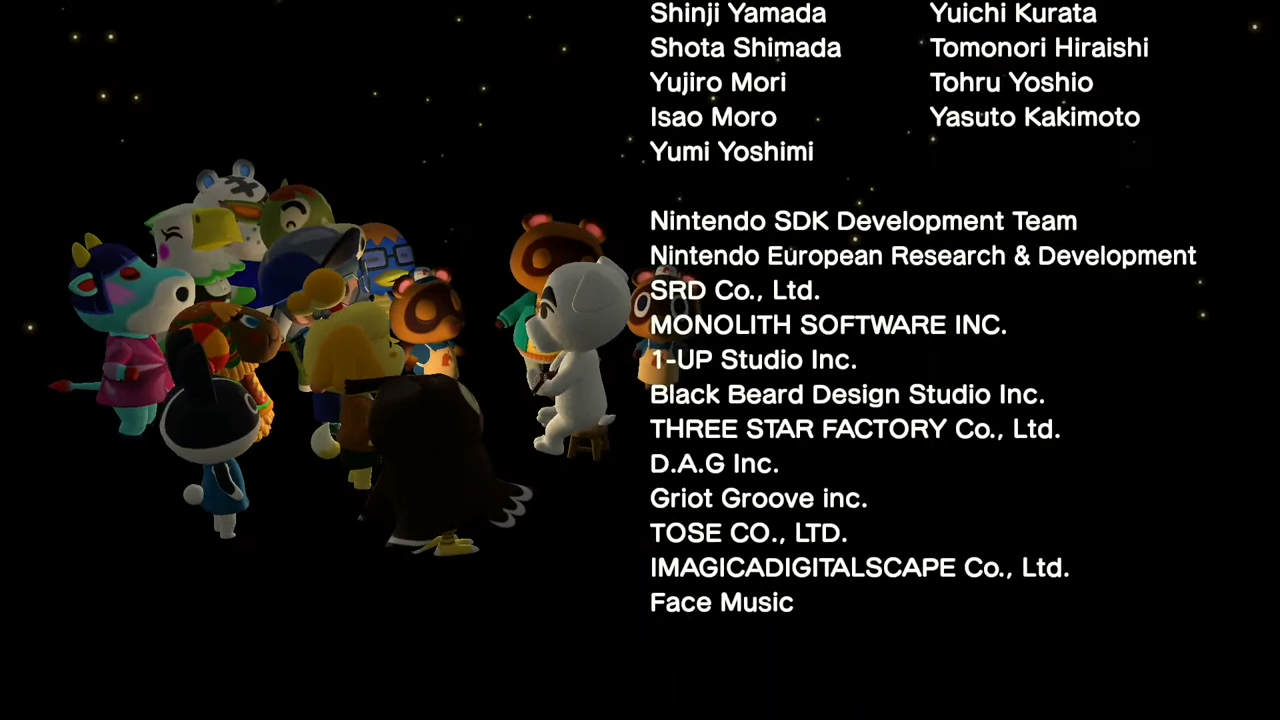 Shinji Yamada Yuichi Kurata
Shota Shimada Tomonori Hiraishi
Yujiro Mori Tohru Yoshio
Isao Moro Yasuto Kakimoto
Yumi Yoshimi
Nintendo SDK Development Team
Nintendo European Research & Development
SRD Co., Ltd.
MONOLITH SOFTWARE INC.
1-UP Studio Inc.
Black Beard Design Studio Inc.
THREE STAR FACTORY Co., Ltd.
D.A.G Inc.
Griot Groove inc.
TOSE CO., LTD.
IMAGICADIGITALSCAPE Co., Ltd.
Face Music